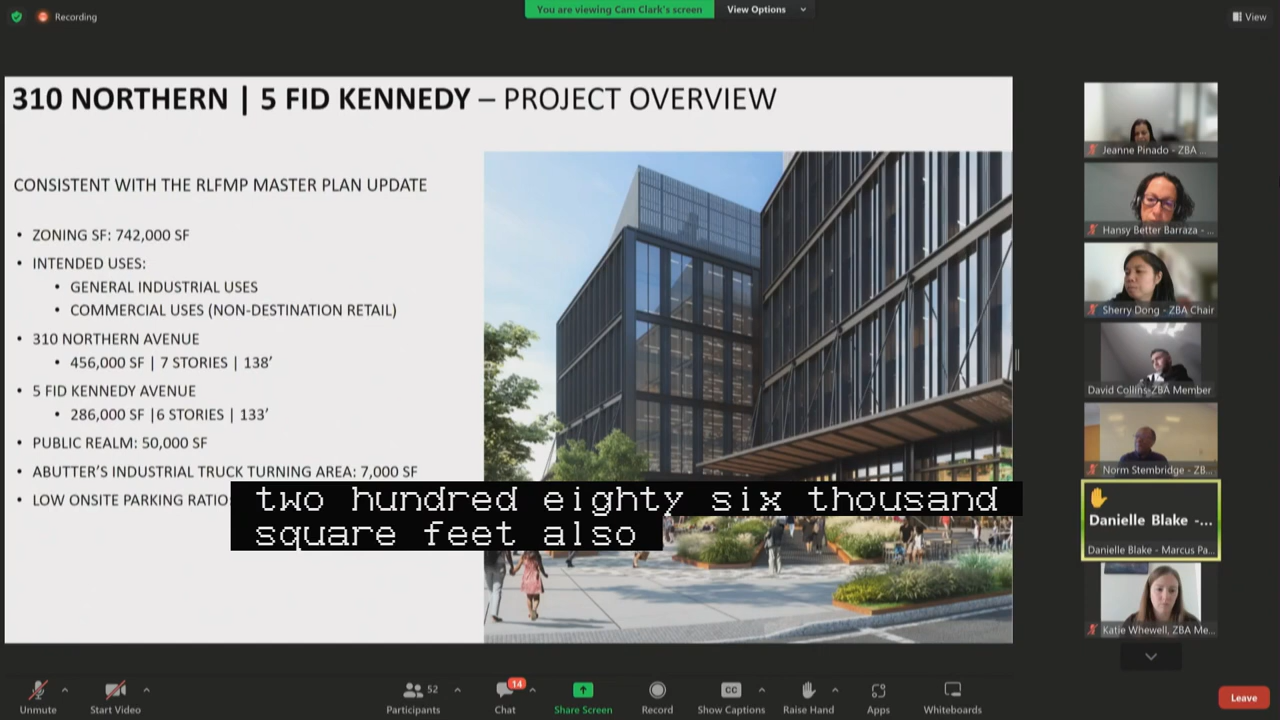 Recording
You are viewing Cam Clark's screen
View Options
View
310 NORTHERN | 5 FID KENNEDY – PROJECT OVERVIEW
CONSISTENT WITH THE RLFMP MASTER PLAN UPDATE
• ZONING SF: 742,000 SF
• INTENDED USES:
• GENERAL INDUSTRIAL USES
• COMMERCIAL USES (NON-DESTINATION RETAIL)
• 310 NORTHERN AVENUE
• 456,000 SF | 7 STORIES | 138’
• 5 FID KENNEDY AVENUE
• 286,000 SF |6 STORIES | 133’
• PUBLIC REALM: 50,000 SF
• ABUTTER’S INDUSTRIAL TRUCK TURNING AREA: 7,000 SF
• LOW ONSITE PARKING RATIO
two hundred eighty six thousand
square feet also
Jeanne Pinado - ZBA ...
Hansy Better Barraza - ...
Sherry Dong - ZBA Chair
David Collins-ZBA Member
Norm Stembridge - ZB...
Danielle Blake -...
Danielle Blake - Marcus Pa...
Katie Whewell, ZBA Me...
Unmute
Start Video
Participants
52
Chat
14
Share Screen
Record
CC
Show Captions
Raise Hand
Apps
Whiteboards
Leave